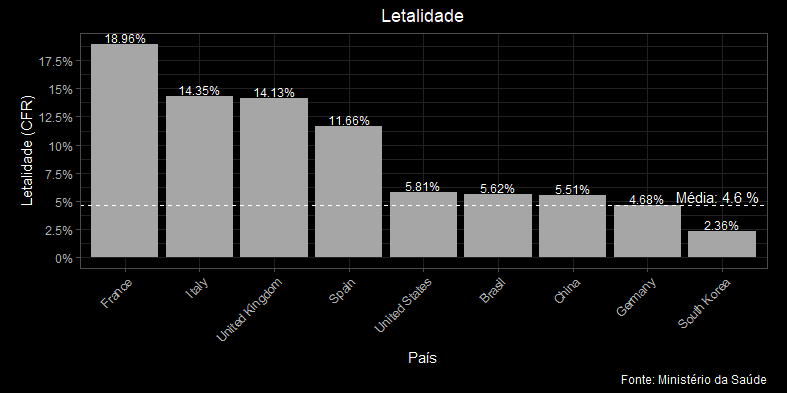 Letalidade
Letalidade (CFR)
17.5%
15%
12.5%
10%
7.5%
5%
2.5%
0%
18.96%
14.35%
14.13%
11.66%
5.81%
5.62%
5.51%
4.68%
2.36%
Média: 4.6 %
France
Italy
United Kingdom
Spain
United States
Brasil
China
Germany
South Korea
País
Fonte: Ministério da Saúde